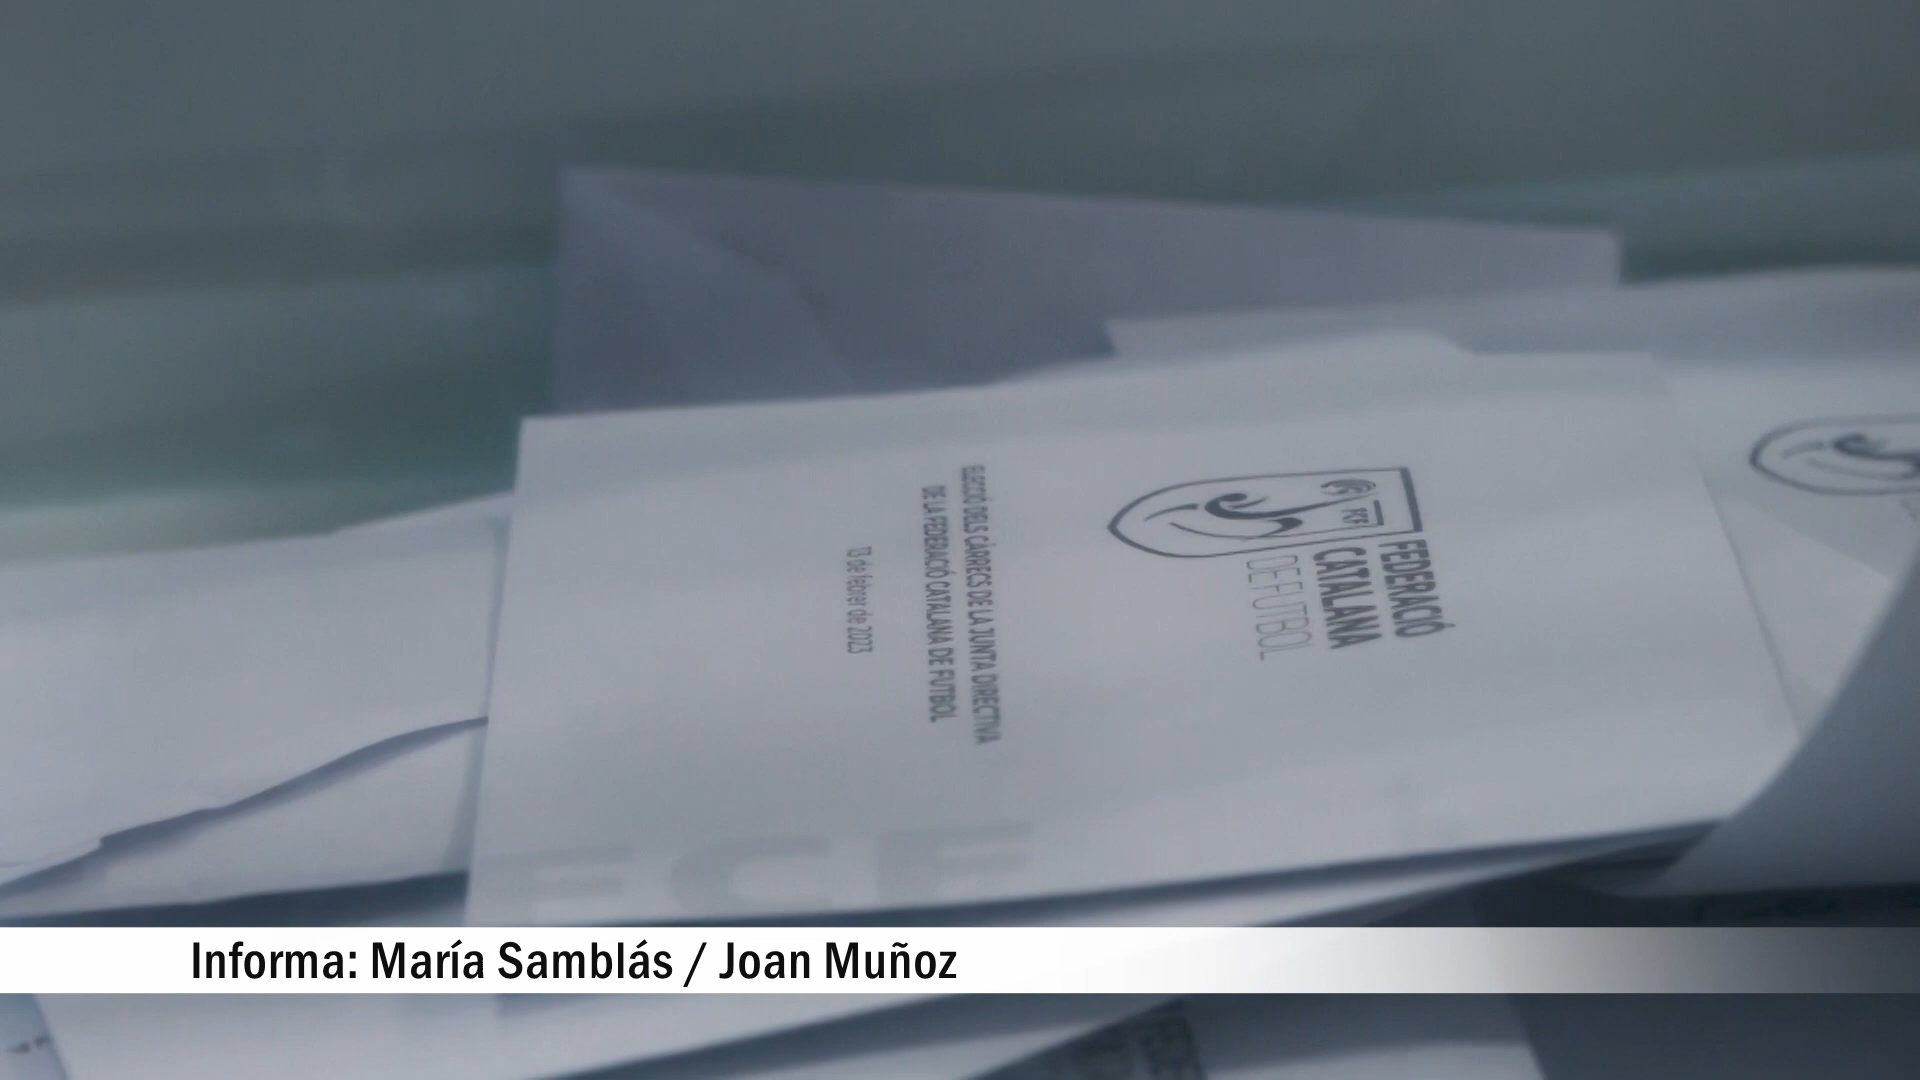 FCF
FEDERACIÓ
CATALANA
DE FUTBOL
ELECCIÓ DELS CÀRRECS DE LA JUNTA DIRECTIVA
DE LA FEDERACIÓ CATALANA DE FUTBOL
13 de febrer de 2023
FCF
Informa: María Samblás / Joan Muñoz